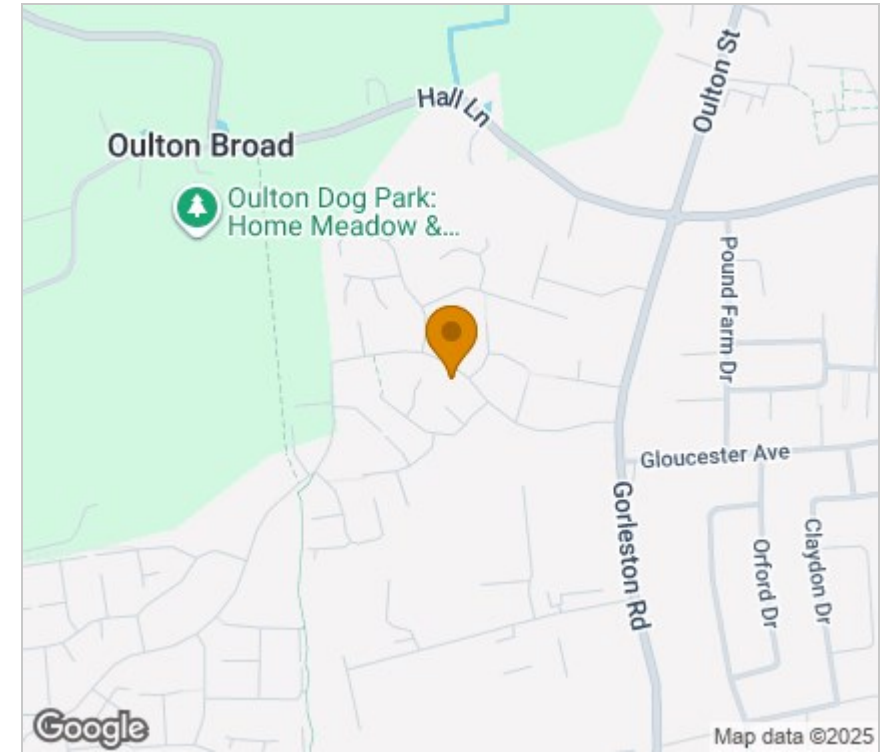 Oulton St
Hall Ln
Oulton Broad
Oulton Dog Park:
Home Meadow &...
Pound Farm Dr
Gloucester Ave
Gorleston Rd
Orford Dr
Claydon Dr
Google
Map data ©2025